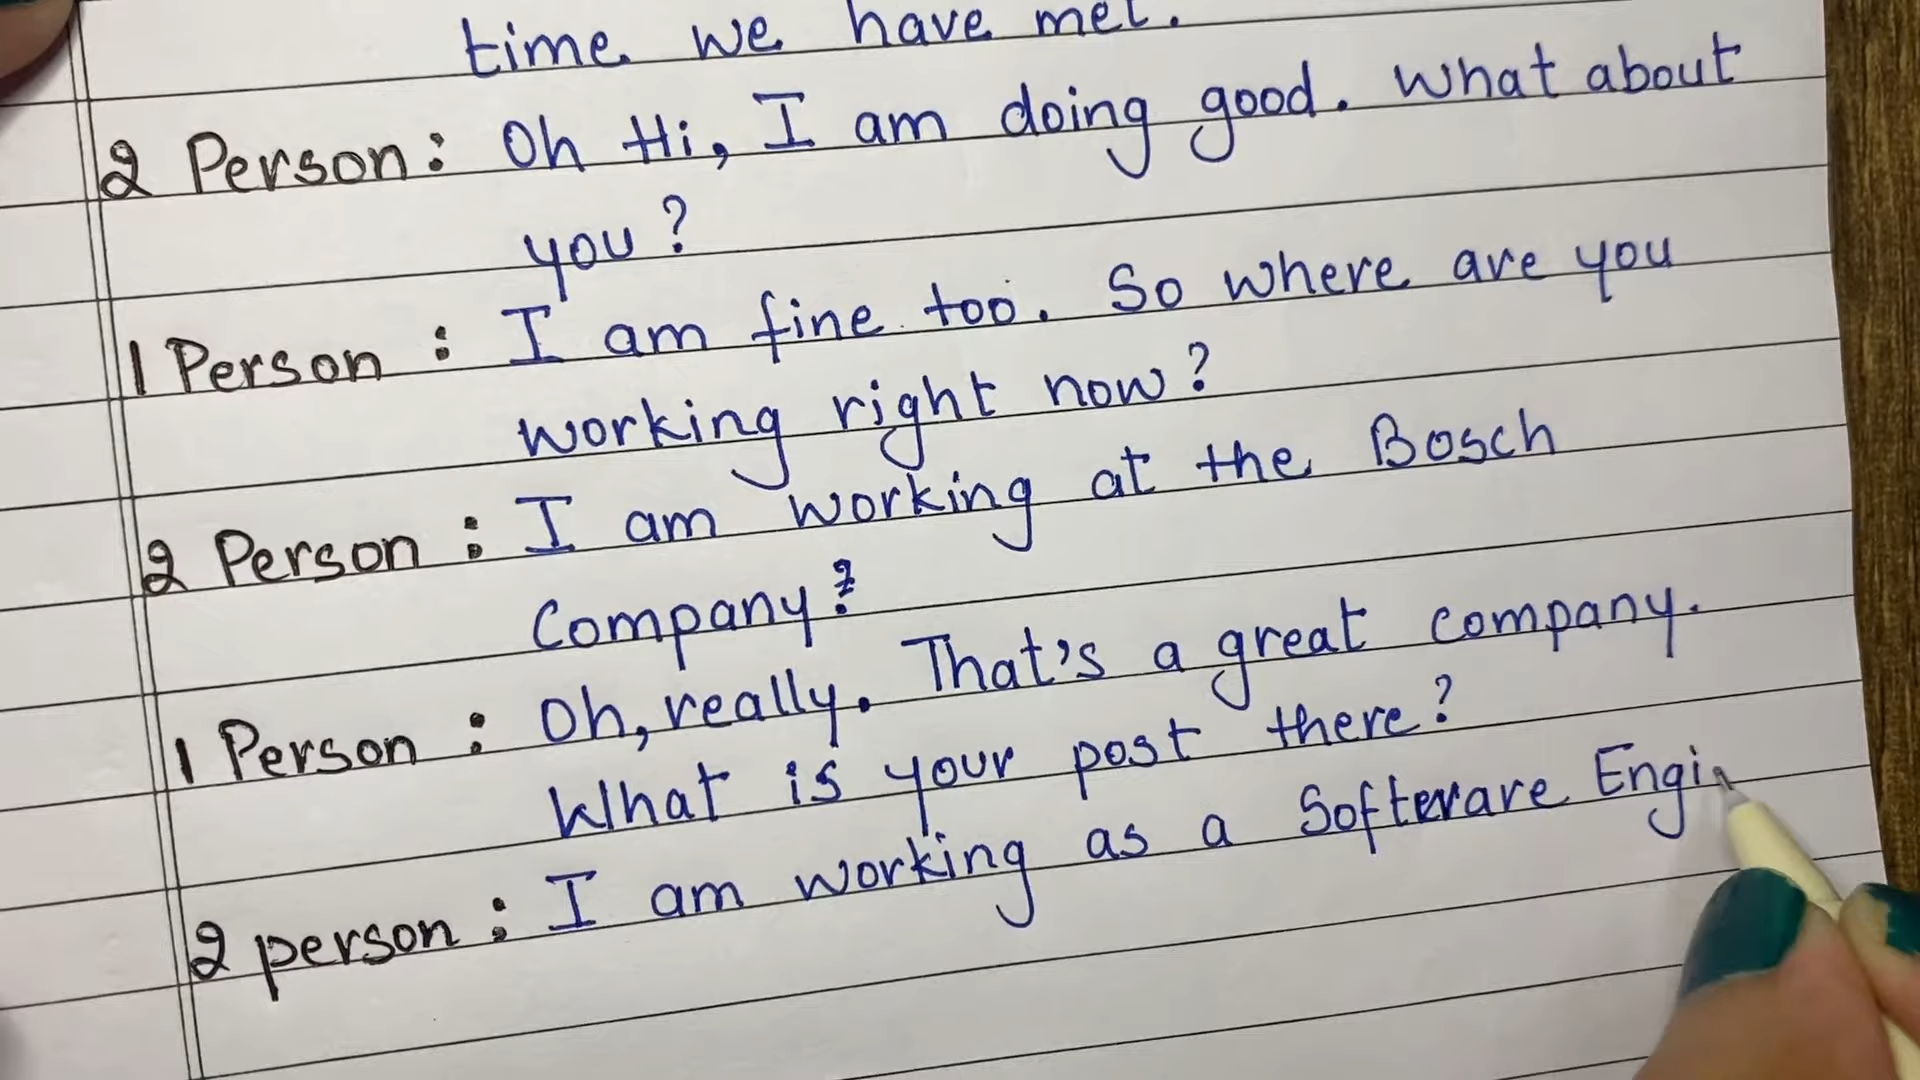 time we have met.
2 Person: Oh Hi, I am doing good. What about
you?
1 Person: I am fine too. So where are you
working right now?
2 Person: I am working at the Bosch
Company?
1 Person: Oh, really. That's a great company.
What is your post there?
2 person: I am working as a Softerare Engin